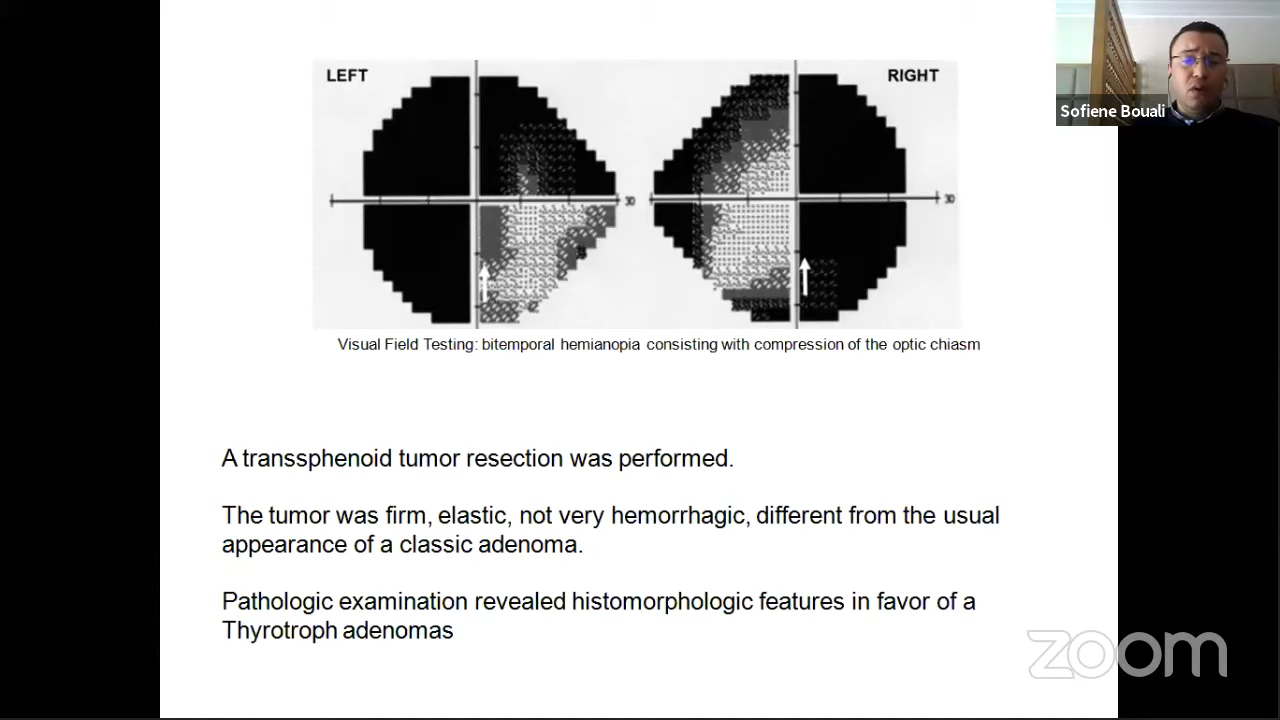 LEFT
RIGHT
Sofiene Bouali
30
30
Visual Field Testing: bitemporal hemianopia consisting with compression of the optic chiasm
A transsphenoid tumor resection was performed.
The tumor was firm, elastic, not very hemorrhagic, different from the usual
appearance of a classic adenoma.
Pathologic examination revealed histomorphologic features in favor of a
Thyrotroph adenomas
zoom